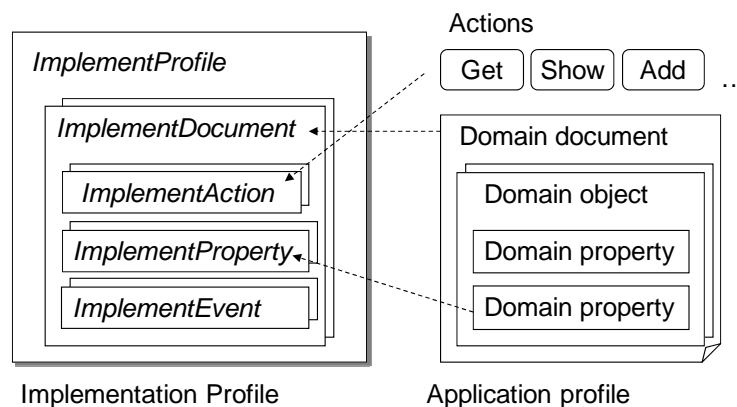 Actions
Get Show Add ..
ImplementProfile
ImplementDocument
ImplementAction
ImplementProperty
ImplementEvent
Domain document
Domain object
Domain property
Domain property
Implementation Profile
Application profile